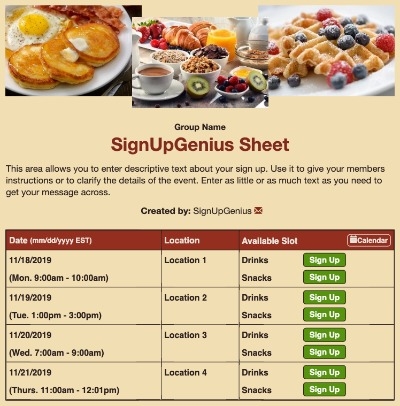 Group Name
SignUpGenius Sheet
This area allows you to enter descriptive text about your sign up. Use it to give your members
instructions or to clarify the details of the event. Enter as little or as much text as you need to
get your message across.
Created by: SignUpGenius
Date (mm/dd/yyyy EST) Location Available Slot Calendar
11/18/2019 Location 1 Drinks Sign Up
(Mon. 9:00am - 10:00am) Snacks Sign Up
11/19/2019 Location 2 Drinks Sign Up
(Tue. 1:00pm - 3:00pm) Snacks Sign Up
11/20/2019 Location 3 Drinks Sign Up
(Wed. 7:00am - 9:00am) Snacks Sign Up
11/21/2019 Location 4 Drinks Sign Up
(Thurs. 11:00am - 12:01pm) Snacks Sign Up